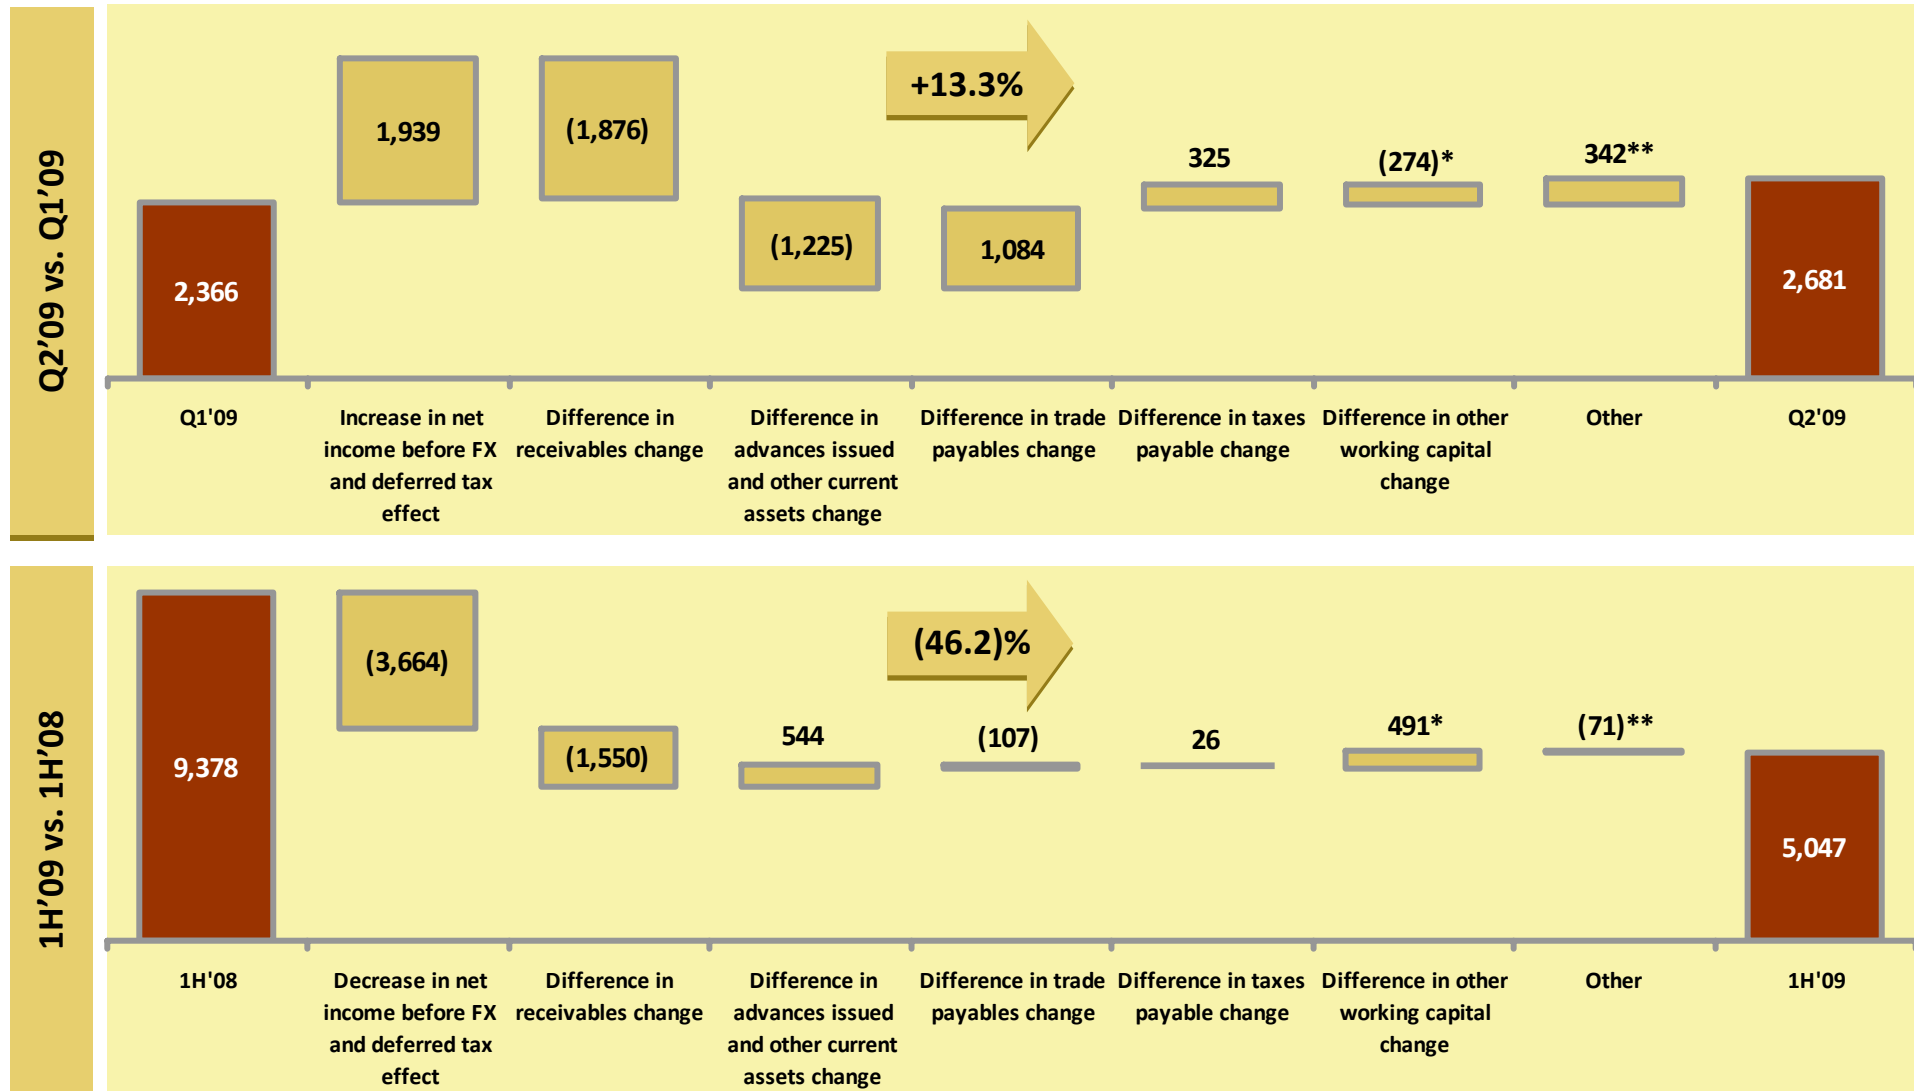 Q2’09 vs. Q1’09
+13.3%
2,366
1,939
(1,876)
(1,225)
1,084
325
(274)*
342**
2,681
Q1'09
Increase in net
income before FX
and deferred tax
effect
Difference in
receivables change
Difference in
advances issued
and other current
assets change
Difference in trade
payables change
Difference in taxes
payable change
Difference in other
working capital
change
Other
Q2'09
1H’09 vs. 1H’08
(46.2)%
9,378
(3,664)
(1,550)
544
(107)
26
491*
(71)**
5,047
1H'08
Decrease in net
income before FX
and deferred tax
effect
Difference in
receivables change
Difference in
advances issued
and other current
assets change
Difference in trade
payables change
Difference in taxes
payable change
Difference in other
working capital
change
Other
1H'09